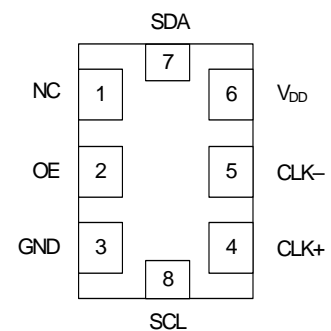 SDA
7
NC 1 6 VDD
OE 2 5 CLK–
GND 3 4 CLK+
8
SCL